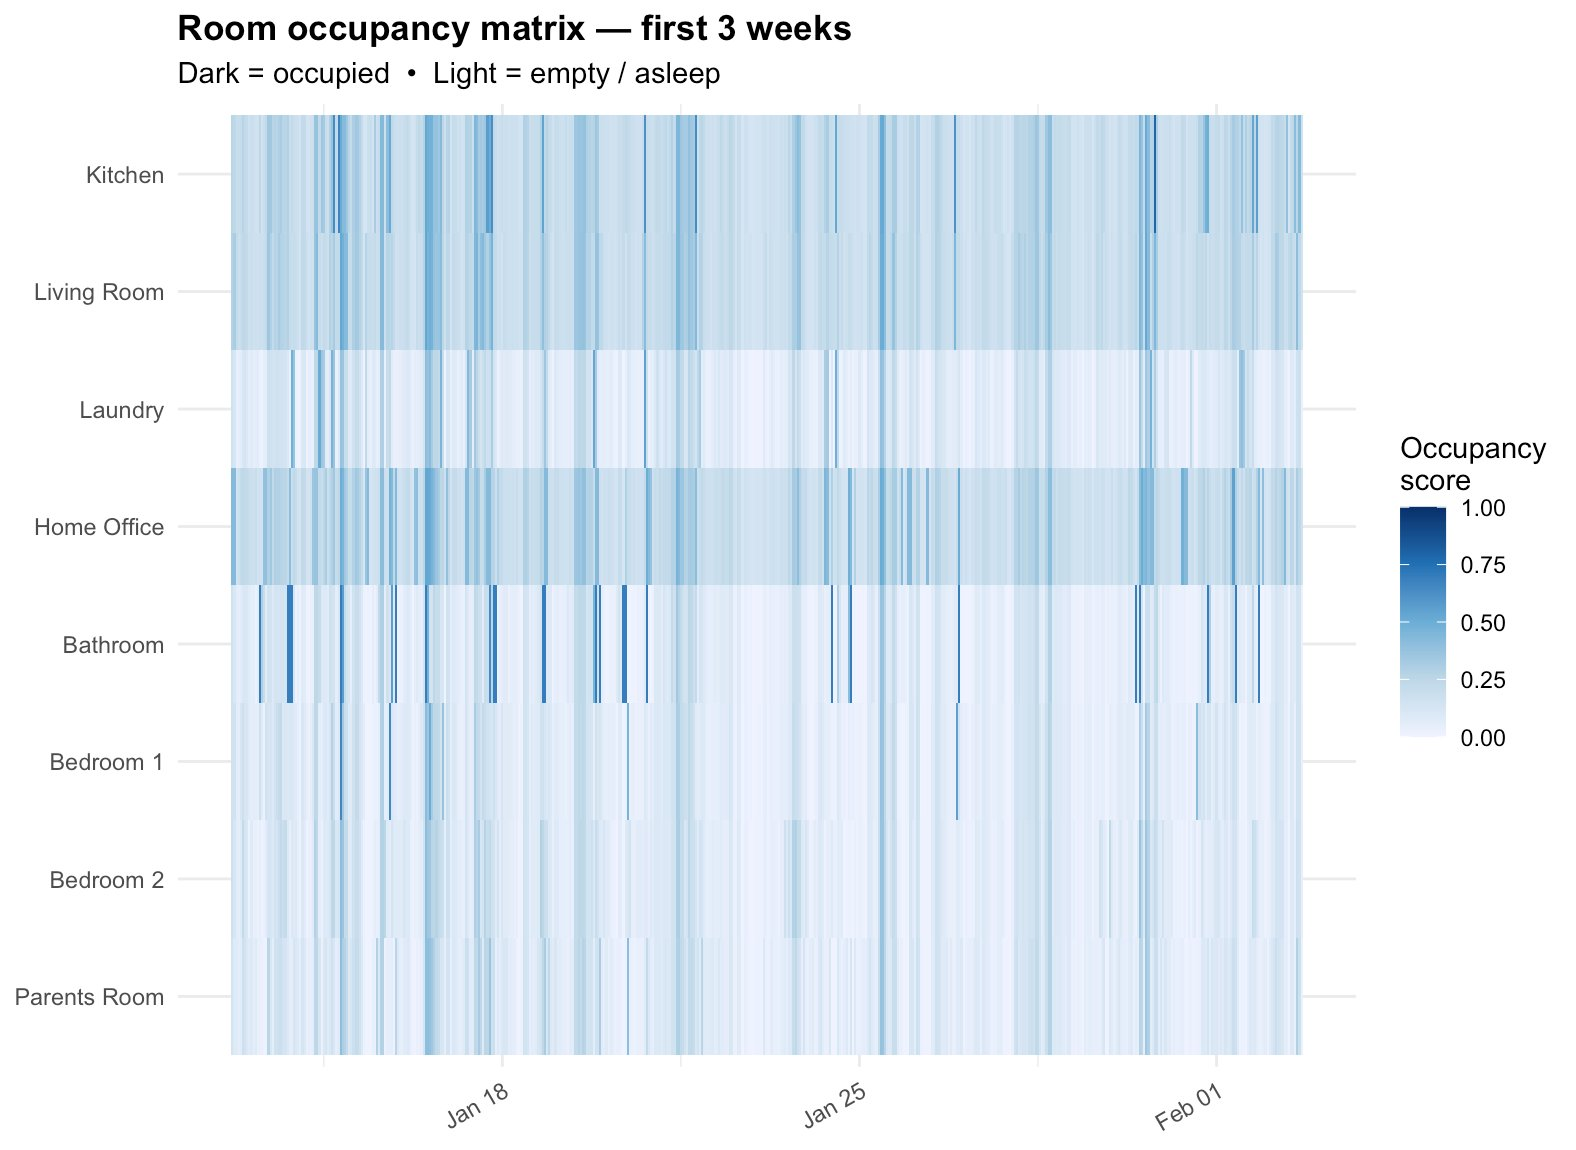 Room occupancy matrix — first 3 weeks
Dark = occupied • Light = empty / asleep
Kitchen
Living Room
Laundry
Home Office
Bathroom
Bedroom 1
Bedroom 2
Parents Room
Jan 18
Jan 25
Feb 01
Occupancy
score
1.00
0.75
0.50
0.25
0.00